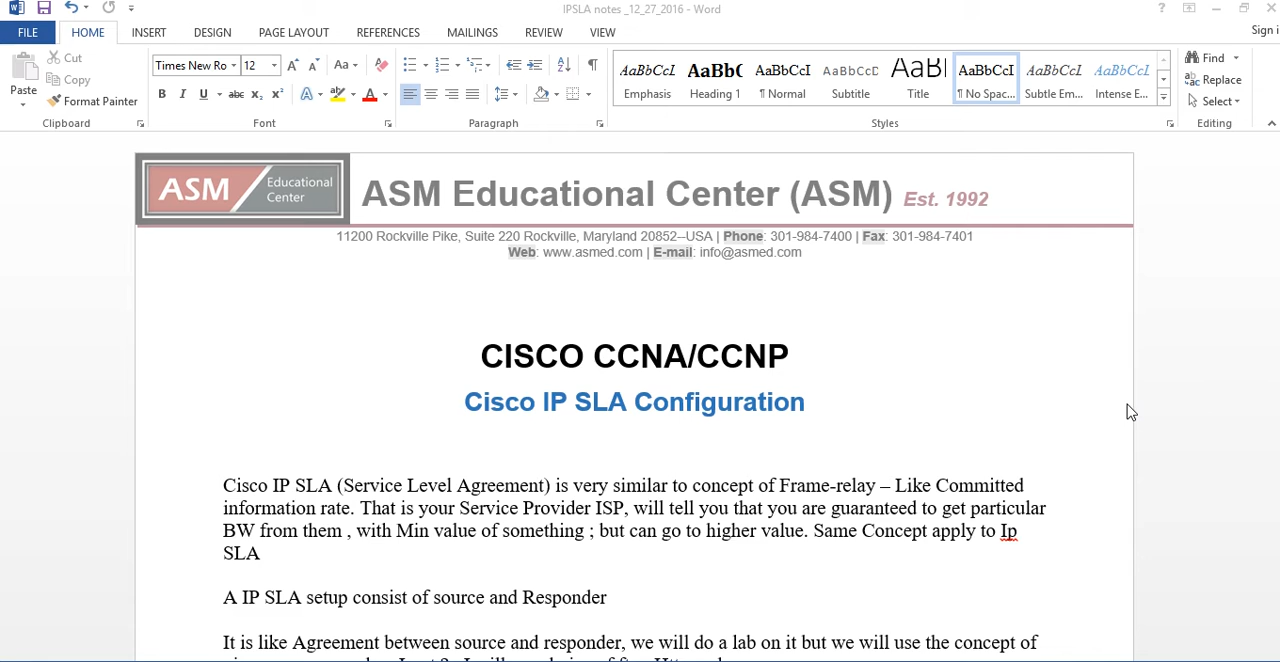 IPSLA notes _12_27_2016 - Word
FILE HOME INSERT DESIGN PAGE LAYOUT REFERENCES MAILINGS REVIEW VIEW Sign i
Paste
Cut
Copy
Format Painter
Clipboard
Times New Ro 12
Aa
B I U abc X₂ X² A A
Font
Paragraph
AaBbCcI AaBb( AaBbCcI AaBbCcD AaB AaBbCcI AaBbCcI AaBbCcI
Emphasis Heading 1 ¶ Normal Subtitle Title ¶ No Spac... Subtle Em... Intense E...
Styles
Find
Replace
Select
Editing
ASM Educational Center
ASM Educational Center (ASM) Est. 1992
11200 Rockville Pike, Suite 220 Rockville, Maryland 20852--USA | Phone: 301-984-7400 | Fax: 301-984-7401
Web: www.asmed.com | E-mail: info@asmed.com
CISCO CCNA/CCNP
Cisco IP SLA Configuration
Cisco IP SLA (Service Level Agreement) is very similar to concept of Frame-relay – Like Committed
information rate. That is your Service Provider ISP, will tell you that you are guaranteed to get particular
BW from them , with Min value of something ; but can go to higher value. Same Concept apply to Ip
SLA
A IP SLA setup consist of source and Responder
It is like Agreement between source and responder, we will do a lab on it but we will use the concept of